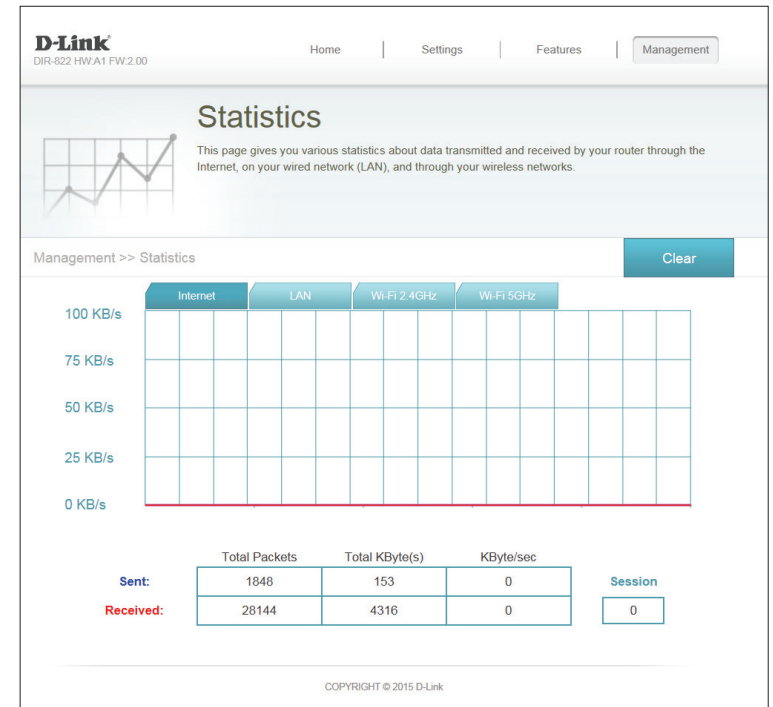 D-Link
DIR-822 HW:A1 FW:2.00
Home | Settings | Features | Management
Statistics
This page gives you various statistics about data transmitted and received by your router through the
Internet, on your wired network (LAN), and through your wireless networks.
Management >> Statistics
Clear
Internet LAN Wi-Fi 2.4GHz Wi-Fi 5GHz
100 KB/s
75 KB/s
50 KB/s
25 KB/s
0 KB/s
Total Packets Total KByte(s) KByte/sec
Sent: 1848 153 0 Session
Received: 28144 4316 0 0
COPYRIGHT © 2015 D-Link